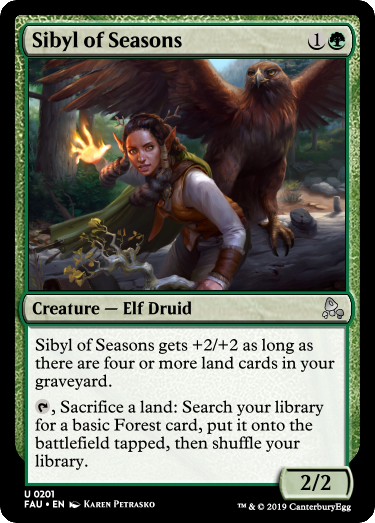 Sibyl of Seasons 1
Creature — Elf Druid
Sibyl of Seasons gets +2/+2 as long as
there are four or more land cards in your
graveyard.
, Sacrifice a land: Search your library
for a basic Forest card, put it onto the
battlefield tapped, then shuffle your
library.
2/2
U 0201
FAU • EN Karen Petrasko
™ & © 2019 CanterburyEgg